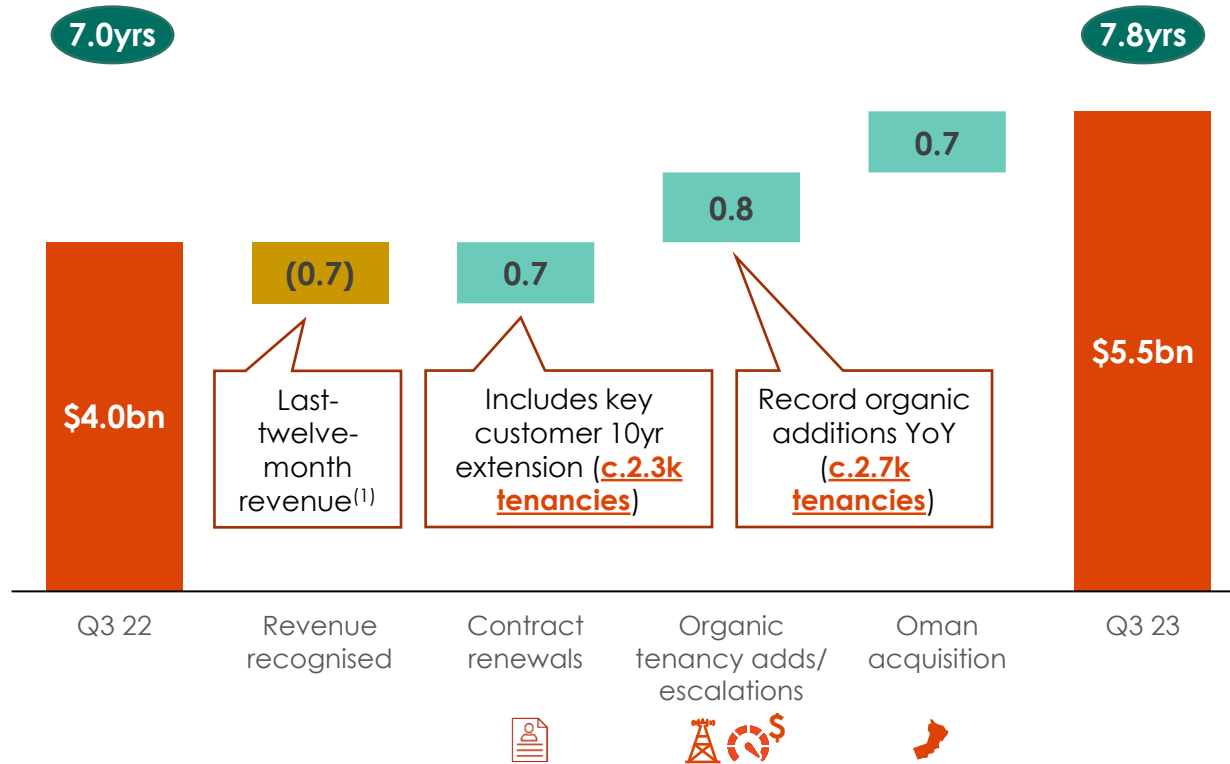 7.0yrs
7.8yrs
0.7
0.8
(0.7)
0.7
$4.0bn
$5.5bn
Last-
twelve-
month
revenue(1)
Includes key
customer 10yr
extension (c.2.3k
tenancies)
Record organic
additions YoY
(c.2.7k
tenancies)
Q3 22
Revenue
recognised
Contract
renewals
Organic
tenancy adds/
escalations
Oman
acquisition
Q3 23
$